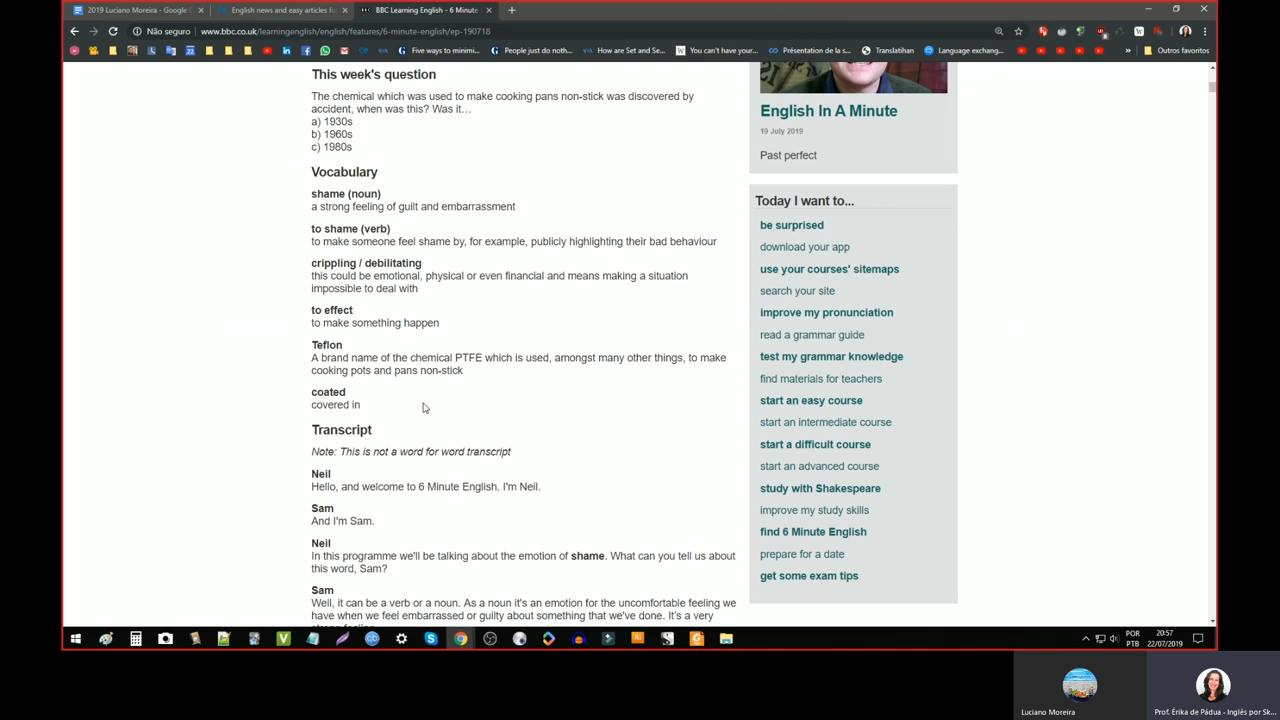 2019 Luciano Moreira - Google
English news and easy articles fo
BBC Learning English - 6 Minute
Não seguro
www.bbc.co.uk/learningenglish/english/features/6-minute-english/ep-190718
Five ways to minimi...
People just do noth...
How are Set and Se...
You can't have your...
Présentation de la s...
Translatihan
Language exchang...
Outros favoritos
This week's question
The chemical which was used to make cooking pans non-stick was discovered by
accident, when was this? Was it…
a) 1930s
b) 1960s
c) 1980s
Vocabulary
shame (noun)
a strong feeling of guilt and embarrassment
to shame (verb)
to make someone feel shame by, for example, publicly highlighting their bad behaviour
crippling / debilitating
this could be emotional, physical or even financial and means making a situation
impossible to deal with
to effect
to make something happen
Teflon
A brand name of the chemical PTFE which is used, amongst many other things, to make
cooking pots and pans non-stick
coated
covered in
Transcript
Note: This is not a word for word transcript
Neil
Hello, and welcome to 6 Minute English. I'm Neil.
Sam
And I'm Sam.
Neil
In this programme we'll be talking about the emotion of shame. What can you tell us about
this word, Sam?
Sam
Well, it can be a verb or a noun. As a noun it's an emotion for the uncomfortable feeling we
have when we feel embarrassed or guilty about something that we've done. It's a very
strong feeling
English In A Minute
19 July 2019
Past perfect
Today I want to...
be surprised
download your app
use your courses' sitemaps
search your site
improve my pronunciation
read a grammar guide
test my grammar knowledge
find materials for teachers
start an easy course
start an intermediate course
start a difficult course
start an advanced course
study with Shakespeare
improve my study skills
find 6 Minute English
prepare for a date
get some exam tips
POR
PTB
20:57
22/07/2019
Luciano Moreira
Prof. Érika de Pádua - Inglês por Sk...